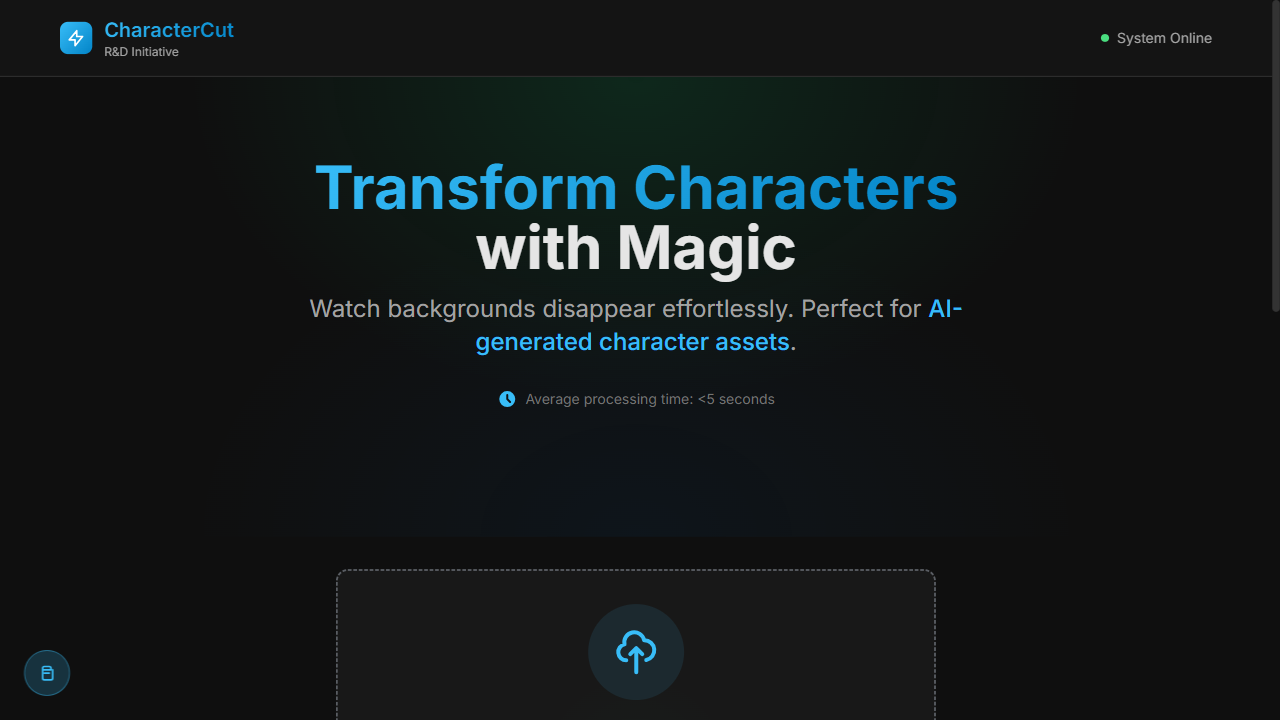 CharacterCut
R&D Initiative
System Online
Transform Characters
with Magic
Watch backgrounds disappear effortlessly. Perfect for AI-
generated character assets.
Average processing time: <5 seconds